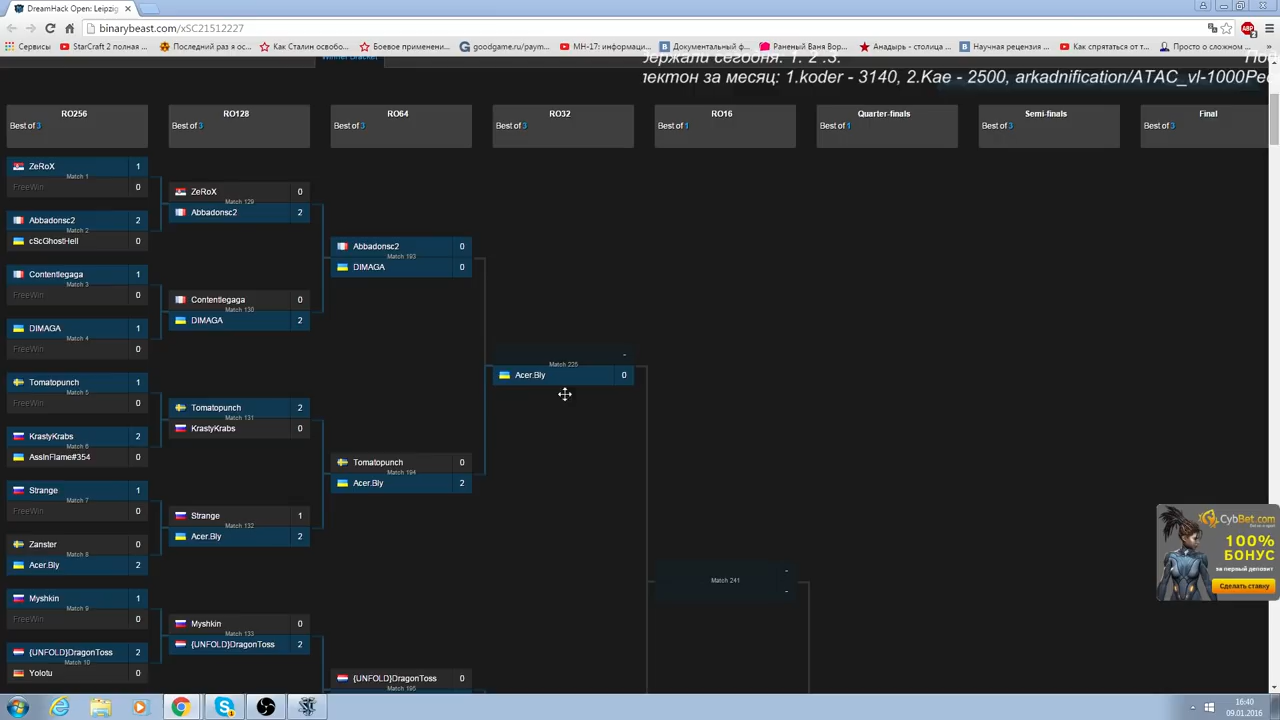 DreamHack Open: Leipzig
binarybeast.com/xSC21512227
Сервисы
StarCraft 2 полная ...
Последний раз я ос...
Как Сталин освобо...
Боевое применени...
goodgame.ru/paym...
МН-17: информаци...
Документальный ф...
Раненый Ваня Вор...
Анадырь - столица ...
Научная рецензия ...
Как спрятаться от т...
Просто о сложном ...
Winner Bracket
держали сегодня: 1. 2 .3.
лектон за месяц: 1.koder - 3140, 2.Kae - 2500, arkadnification/ATAC_vl-1000
RO256
Best of 3
RO128
Best of 3
RO64
Best of 3
RO32
Best of 3
RO16
Best of 1
Quarter-finals
Best of 1
Semi-finals
Best of 3
Final
Best of 3
ZeRoX 1
Match 1
FreeWin 0
Abbadonsc2 2
Match 2
cScGhostHell 0
Contentlegaga 1
Match 3
FreeWin 0
DIMAGA 1
Match 4
FreeWin 0
Tomatopunch 1
Match 5
FreeWin 0
KrastyKrabs 2
Match 6
AssInFlame#354 0
Strange 1
Match 7
FreeWin 0
Zanster 0
Match 8
Acer.Bly 2
Myshkin 1
Match 9
FreeWin 0
{UNFOLD}DragonToss 2
Match 10
Yolotu 0
ZeRoX 0
Match 129
Abbadonsc2 2
Contentlegaga 0
Match 130
DIMAGA 2
Tomatopunch 2
Match 131
KrastyKrabs 0
Strange 1
Match 132
Acer.Bly 2
Myshkin 0
Match 133
{UNFOLD}DragonToss 2
Abbadonsc2 0
Match 193
DIMAGA 0
Tomatopunch 0
Match 194
Acer.Bly 2
{UNFOLD}DragonToss 0
Match 195
-
Match 225
Acer.Bly 0
-
Match 241
-
CybBet.com
100%
БОНУС
за первый депозит
Сделать ставку
16:40
09.01.2016